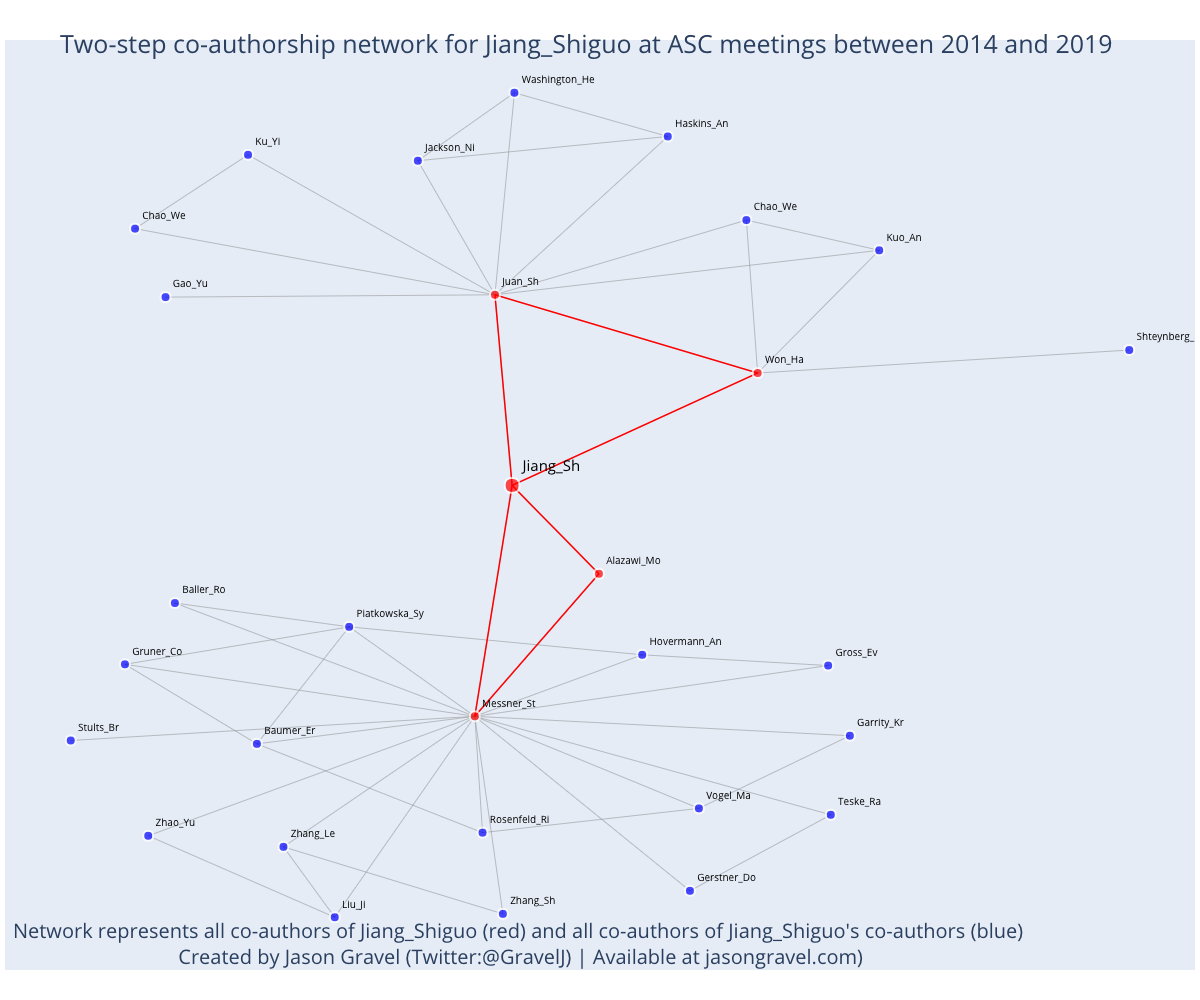 Two-step co-authorship network for Jiang_Shiguo at ASC meetings between 2014 and 2019
Washington_He
Haskins_An
Ku_Yi
Jackson_Ni
Chao_We
Chao_We
Kuo_An
Gao_Yu
Juan_Sh
Shteynberg_
Won_Ha
Jiang_Sh
Alazawi_Mo
Baller_Ro
Piatkowska_Sy
Hovermann_An
Gruner_Co
Gross_Ev
Messner_St
Stults_Br
Baumer_Er
Garrity_Kr
Vogel_Ma
Teske_Ra
Zhao_Yu
Zhang_Le
Rosenfeld_Ri
Gerstner_Do
Liu_Ji
Zhang_Sh
Network represents all co-authors of Jiang_Shiguo (red) and all co-authors of Jiang_Shiguo's co-authors (blue)
Created by Jason Gravel (Twitter:@GravelJ) | Available at jasongravel.com)